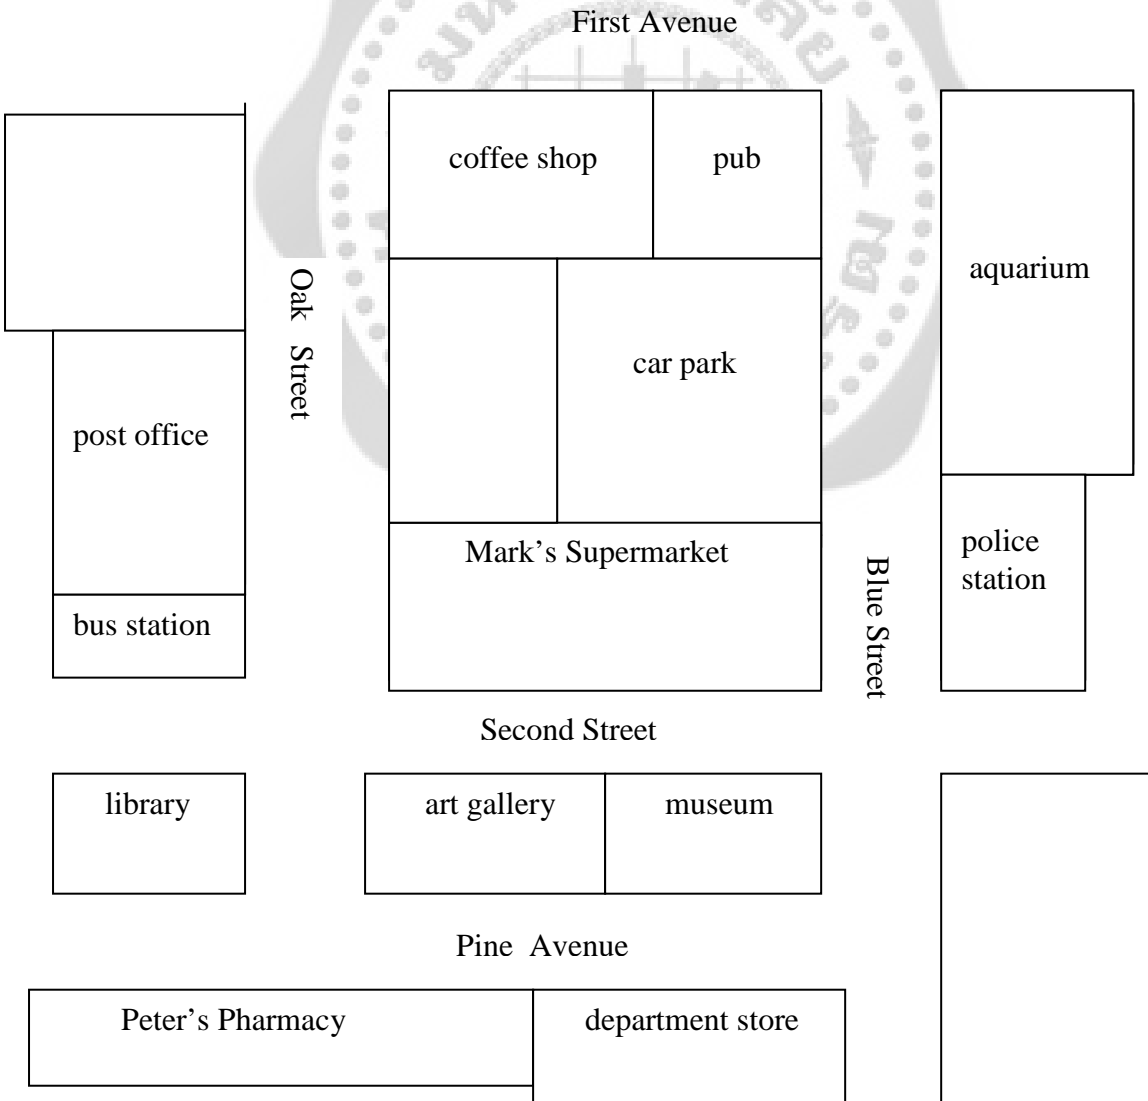 First Avenue
coffee shop
pub
aquarium
Oak Street
car park
post office
Mark's Supermarket
police
station
Blue Street
bus station
Second Street
library
art gallery
museum
Pine Avenue
Peter's Pharmacy
department store